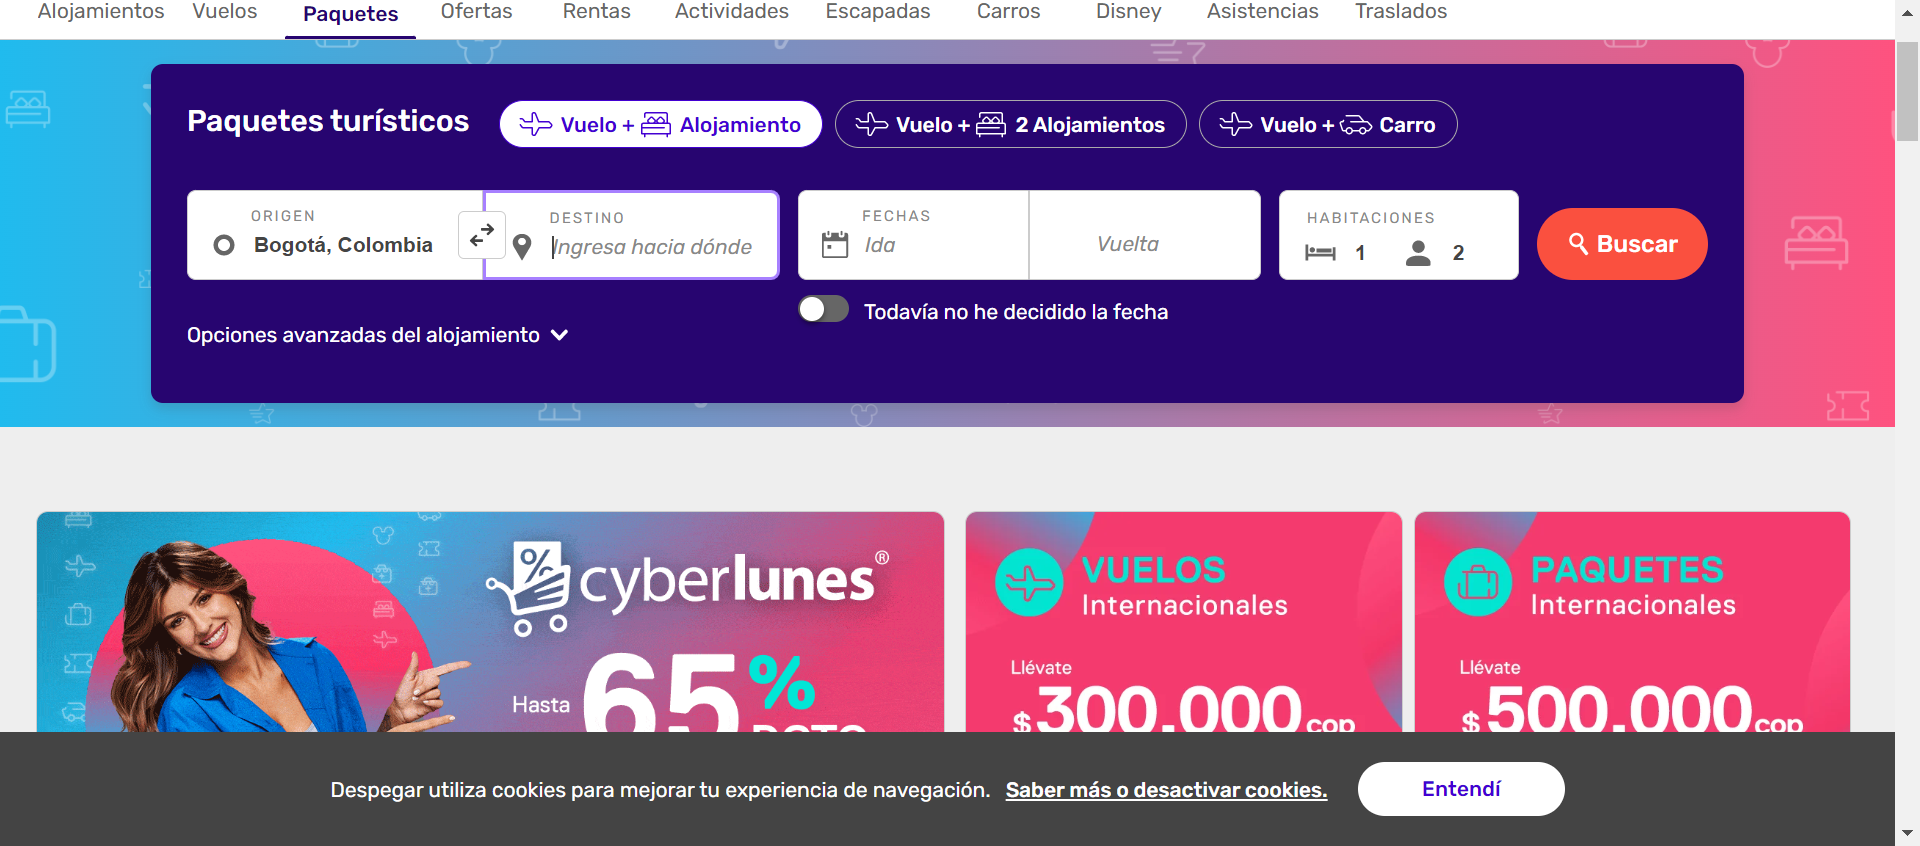 Alojamientos Vuelos Paquetes Ofertas Rentas Actividades Escapadas Carros Disney Asistencias Traslados
Paquetes turísticos Vuelo + Alojamiento Vuelo + 2 Alojamientos Vuelo + Carro
ORIGEN DESTINO FECHAS HABITACIONES
Bogotá, Colombia Ingresa hacia dónde Ida Vuelta 1 2 Buscar
Todavía no he decidido la fecha
Opciones avanzadas del alojamiento
cyberlunes®
Hasta 65%
DCTO
VUELOS
Internacionales
Llévate
$300.000 COP
PAQUETES
Internacionales
Llévate
$500.000 COP
Despegar utiliza cookies para mejorar tu experiencia de navegación. Saber más o desactivar cookies. Entendí